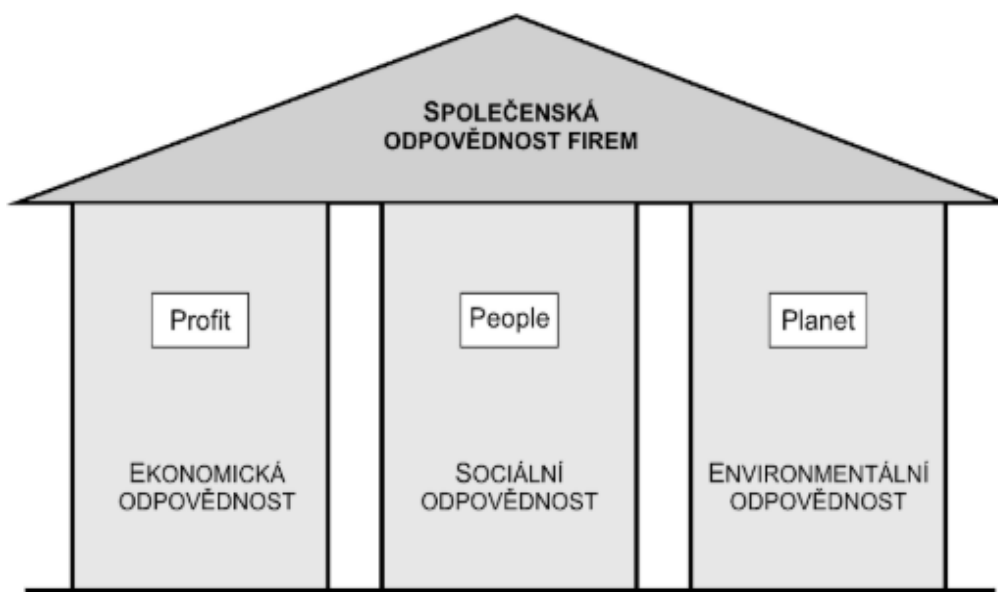 SPOLEČENSKÁ
ODPOVĚDNOST FIREM
Profit
People
Planet
EKONOMICKÁ
ODPOVĚDNOST
SOCIÁLNÍ
ODPOVĚDNOST
ENVIRONMENTÁLNÍ
ODPOVĚDNOST